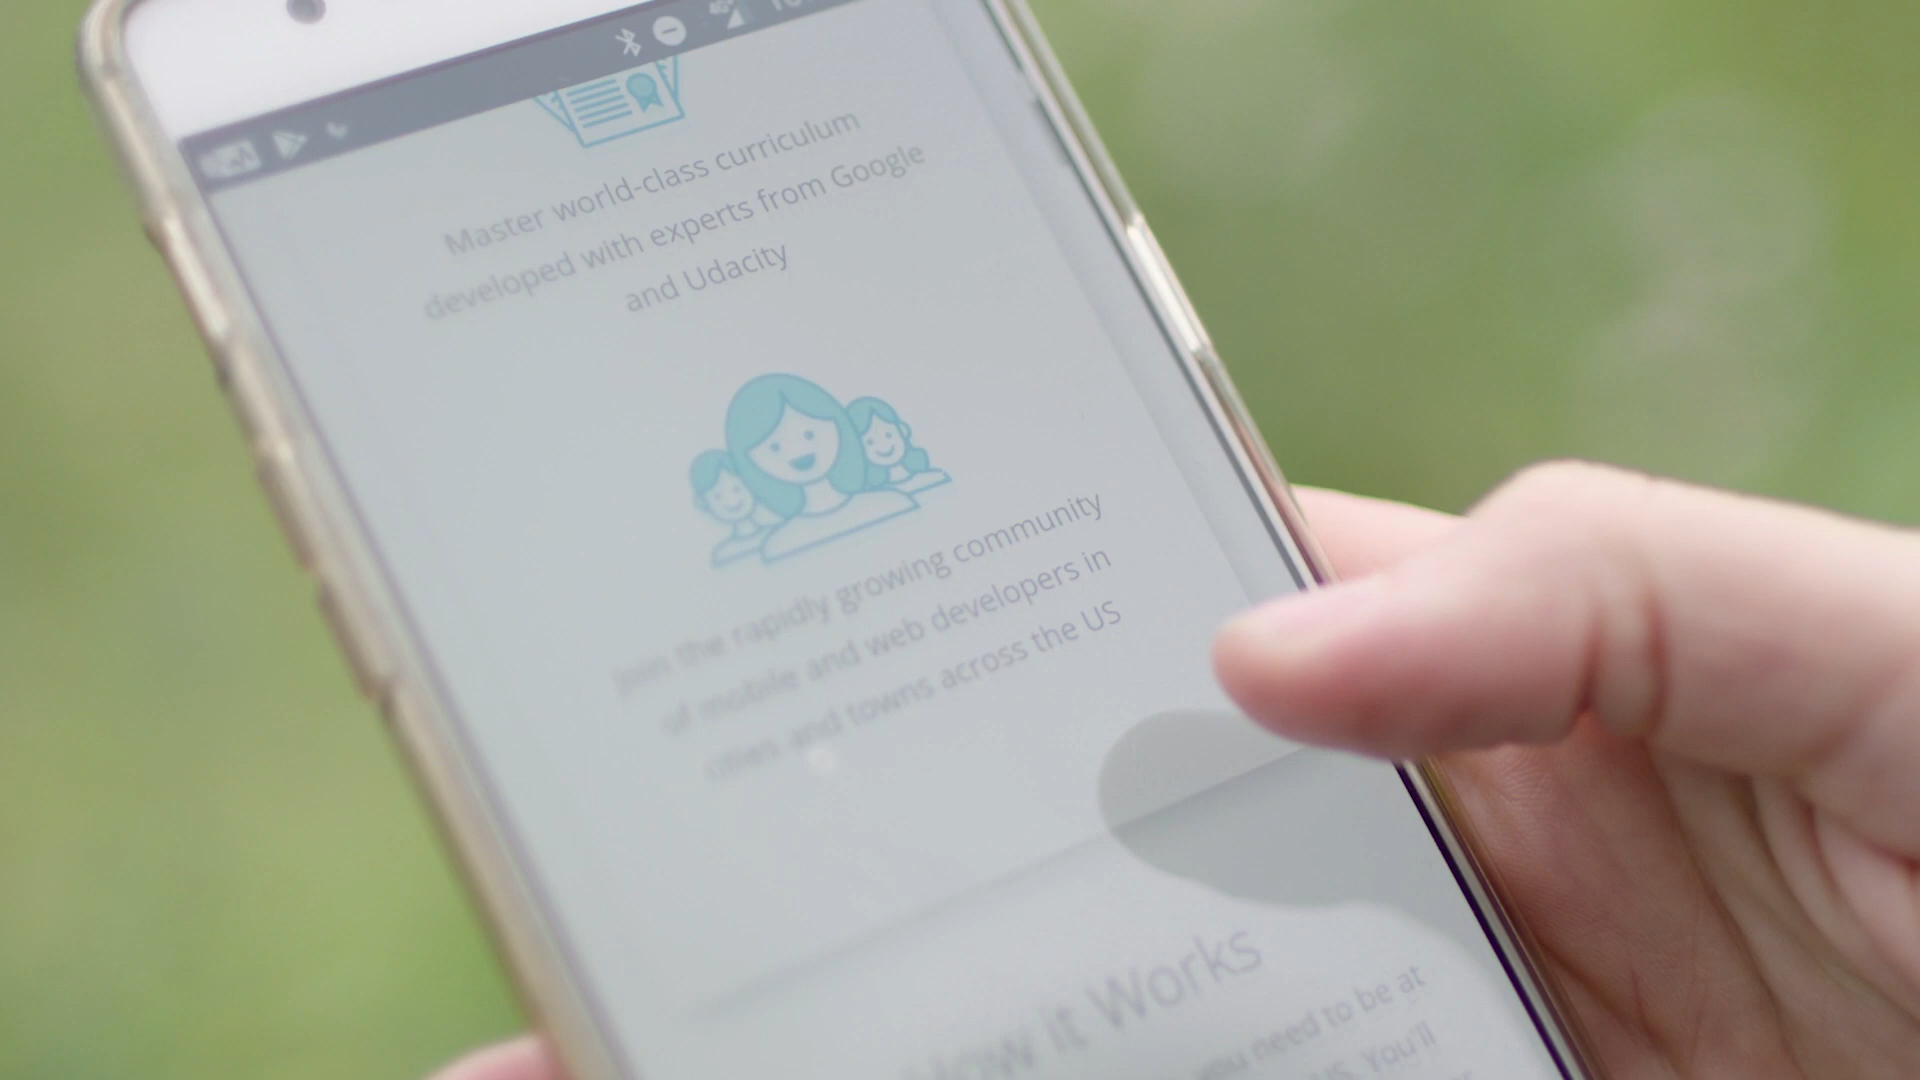 4G
Master world-class curriculum
developed with experts from Google
and Udacity
Join the rapidly growing community
of mobile and web developers in
cities and towns across the US
How it Works
you need to be at
US. You'll